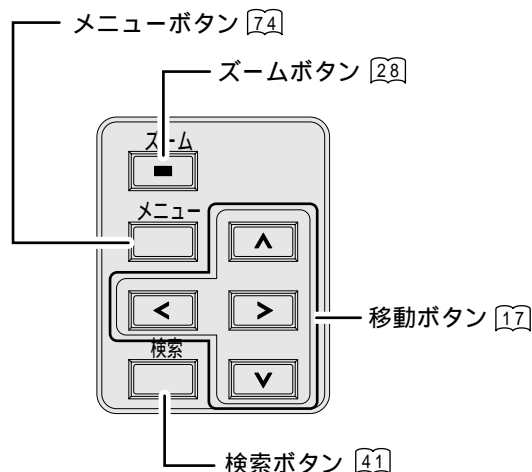 メニューボタン 74
ズームボタン 28
ズーム
メニュー
移動ボタン 17
検索
検索ボタン 41